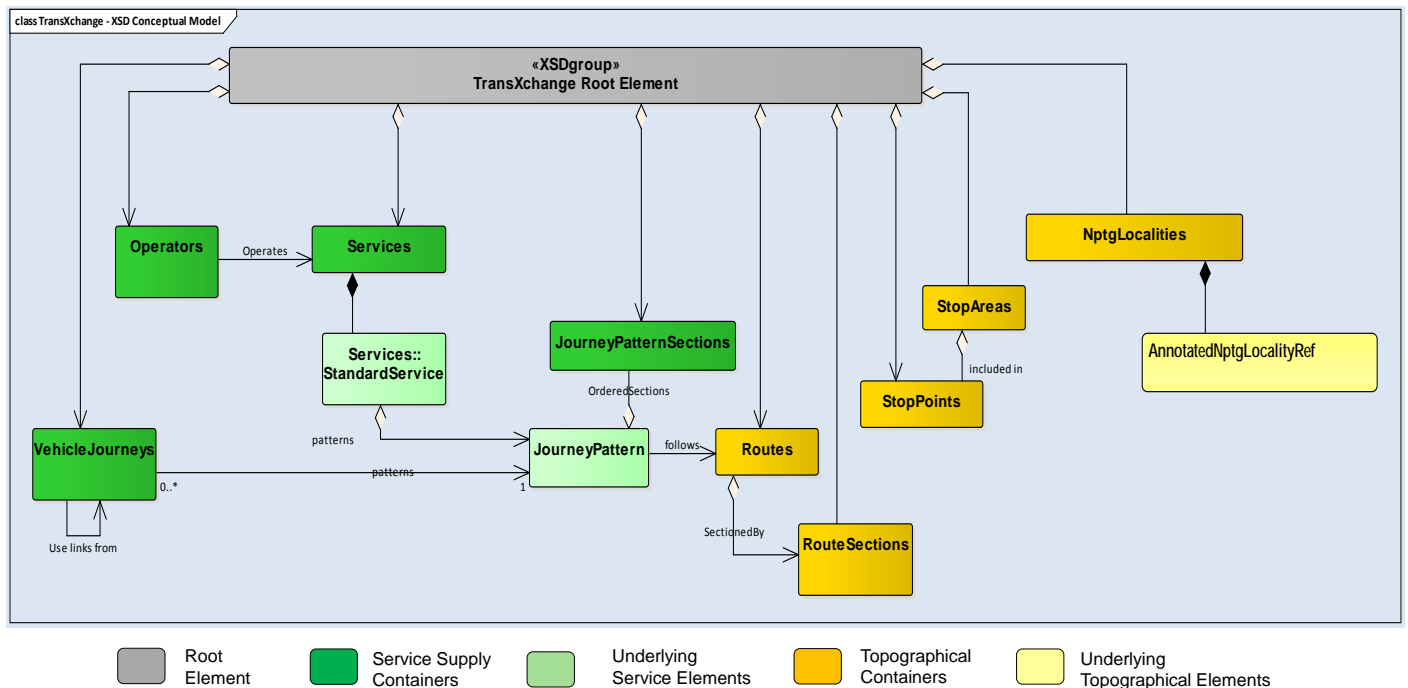 class TransXchange - XSD Conceptual Model
«XSDgroup»
TransXchange Root Element
Operators
Operates
Services
NptgLocalities
StopAreas
Services::
StandardService
JourneyPatternSections
AnnotatedNptgLocalityRef
included in
OrderedSections
StopPoints
patterns
VehicleJourneys
JourneyPattern
follows
Routes
patterns
0..*
1
Use links from
SectionedBy
RouteSections
Root
Element
Service Supply
Containers
Underlying
Service Elements
Topographical
Containers
Underlying
Topographical Elements